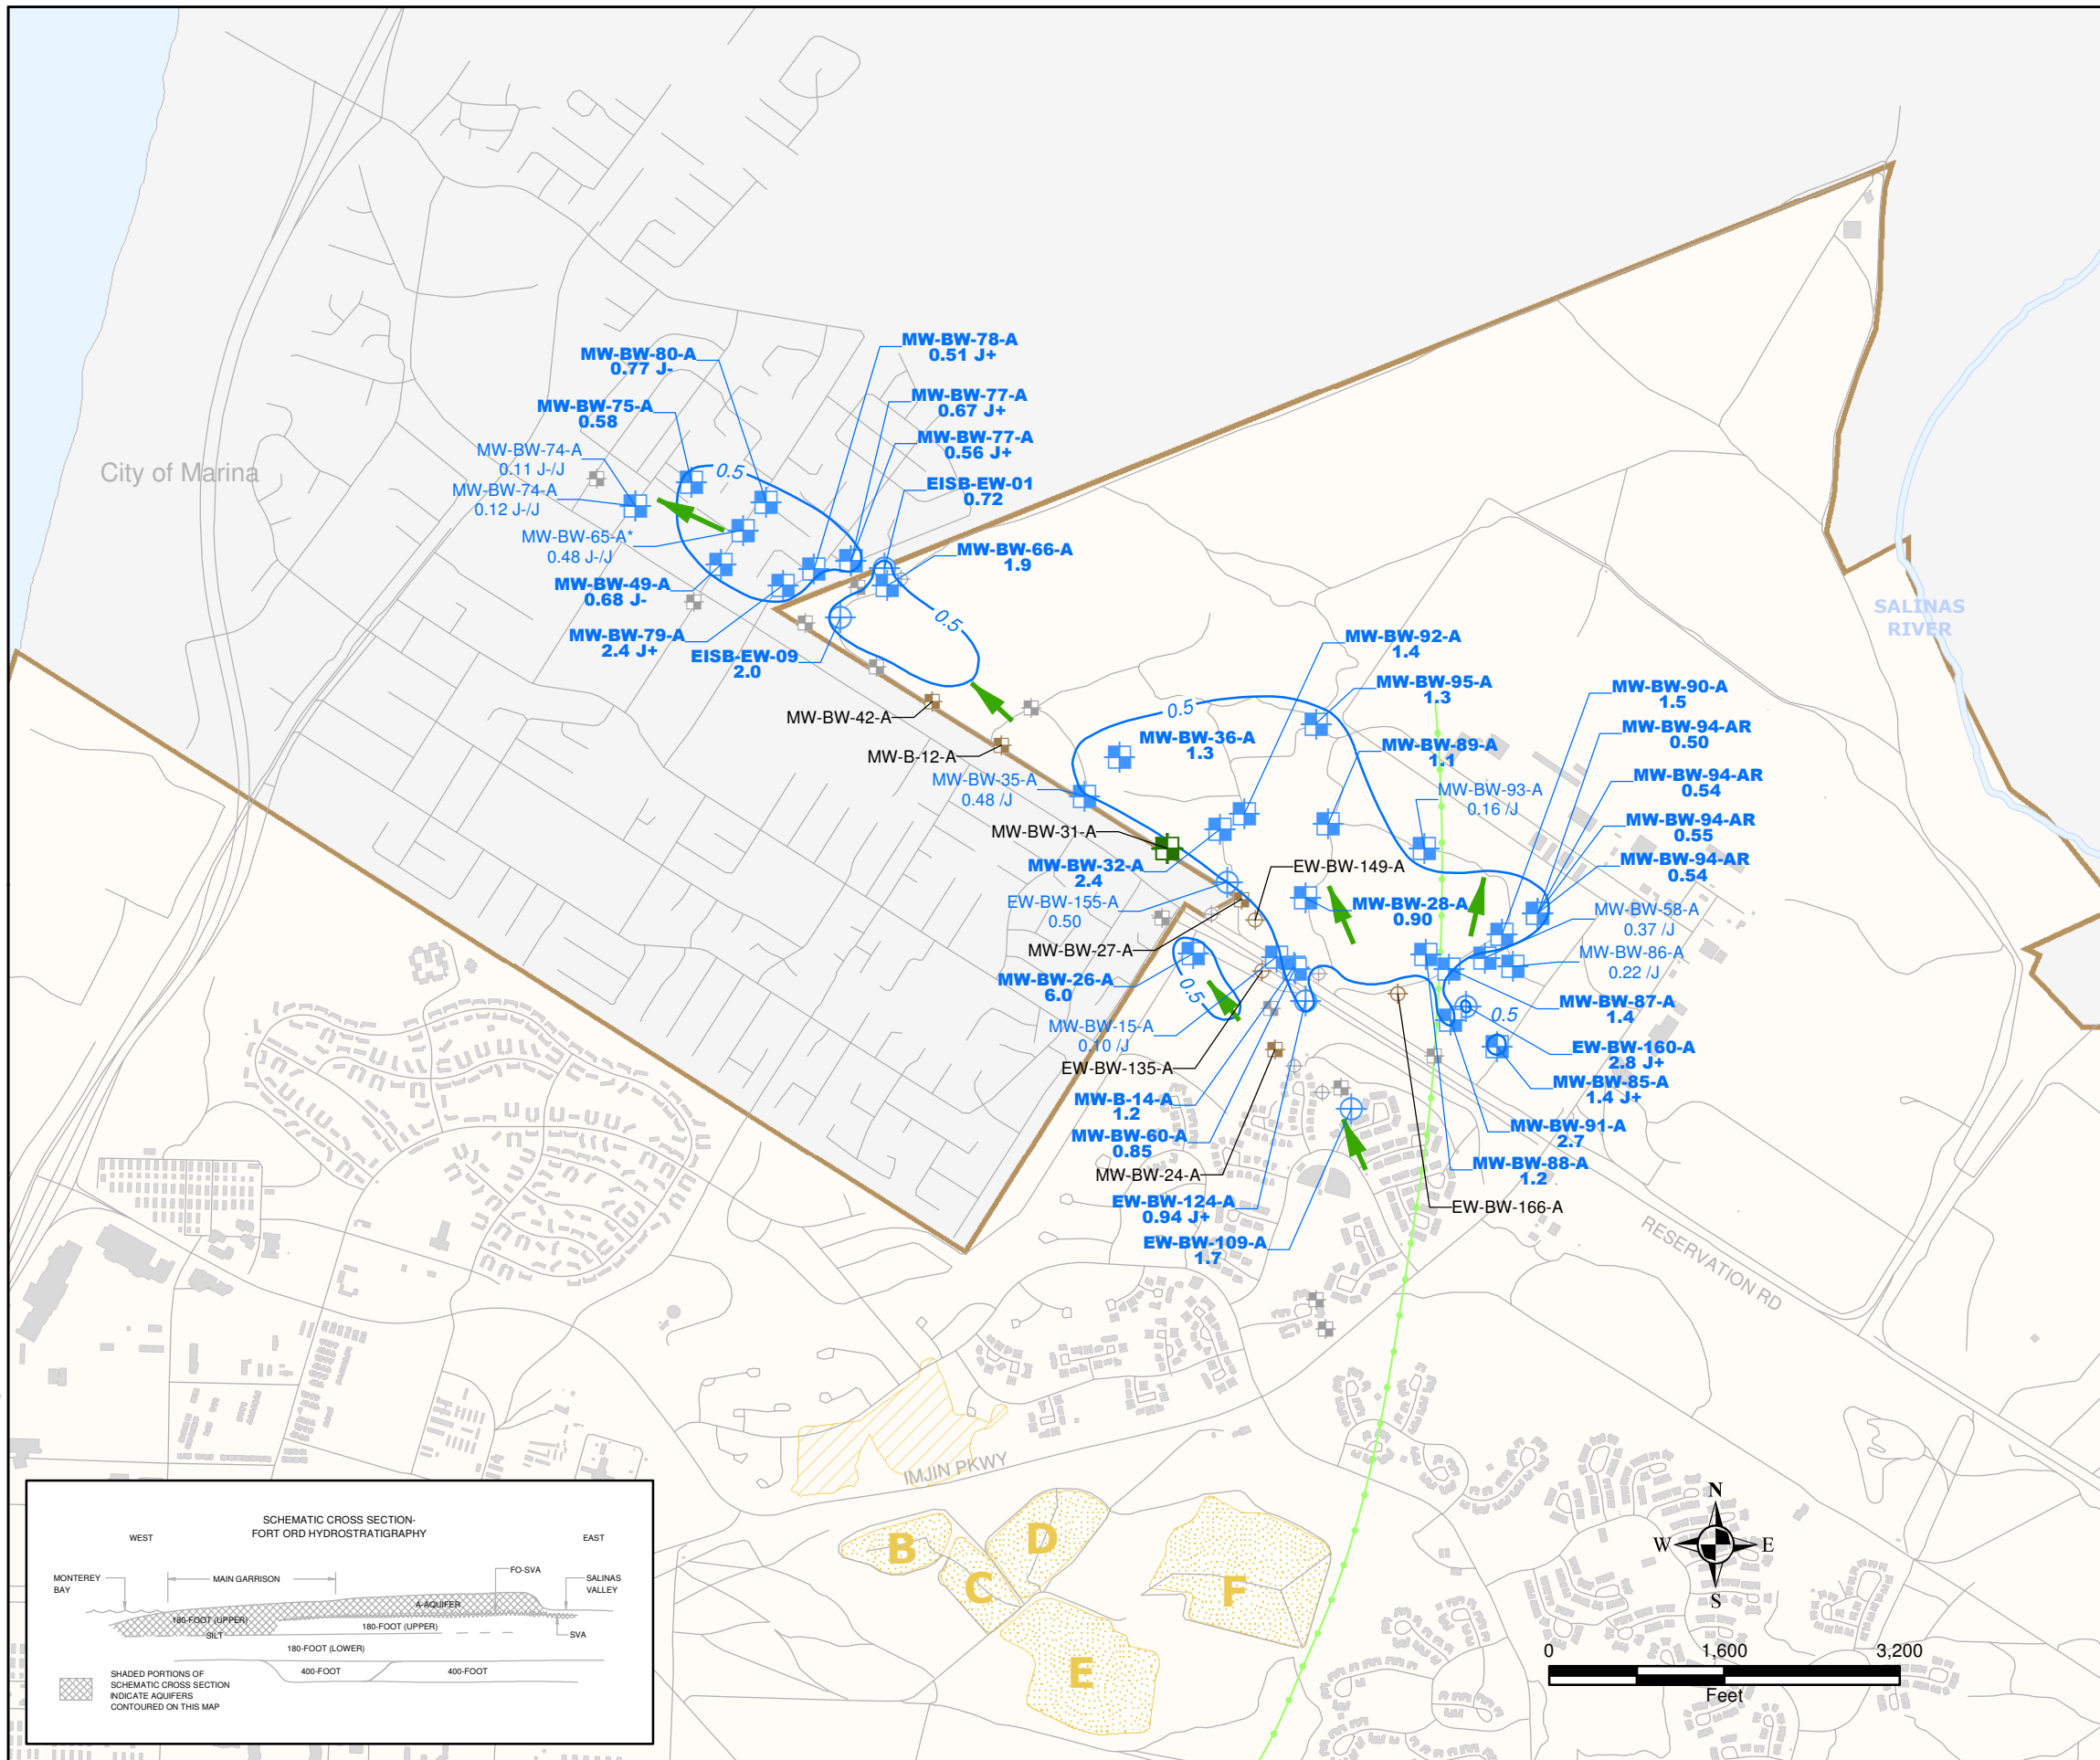 MW-BW-78-A
0.51 J+
MW-BW-80-A
0.77 J-
MW-BW-77-A
0.67 J+
MW-BW-75-A
0.58
MW-BW-77-A
0.56 J+
MW-BW-74-A
0.11 J-/J
City of Marina
0.5
EISB-EW-01
0.72
MW-BW-74-A
0.12 J-/J
MW-BW-65-A*
0.48 J-/J
MW-BW-66-A
1.9
MW-BW-49-A
0.68 J-
0.5
SALINAS
RIVER
MW-BW-79-A
2.4 J+
EISB-EW-09
2.0
MW-BW-92-A
1.4
MW-BW-95-A
1.3
MW-BW-90-A
1.5
0.5
MW-BW-42-A
MW-BW-94-AR
0.50
MW-BW-36-A
1.3
MW-BW-89-A
1.1
MW-B-12-A
MW-BW-94-AR
0.54
MW-BW-35-A
0.48 /J
MW-BW-93-A
0.16 /J
MW-BW-94-AR
0.55
MW-BW-31-A
MW-BW-94-AR
0.54
MW-BW-32-A
2.4
EW-BW-149-A
EW-BW-155-A
0.50
MW-BW-28-A
0.90
MW-BW-58-A
0.37 /J
MW-BW-27-A
MW-BW-86-A
0.22 /J
MW-BW-26-A
6.0
0.5
MW-BW-87-A
1.4
0.5
MW-BW-15-A
0.10 /J
EW-BW-160-A
2.8 J+
EW-BW-135-A
MW-BW-85-A
1.4 J+
MW-B-14-A
1.2
MW-BW-91-A
2.7
MW-BW-60-A
0.85
MW-BW-88-A
1.2
MW-BW-24-A
EW-BW-124-A
0.94 J+
EW-BW-166-A
EW-BW-109-A
1.7
RESERVATION RD
IMJIN PKWY
B
C
D
E
F
N
W
E
S
0
1,600
3,200
Feet
SCHEMATIC CROSS SECTION-
FORT ORD HYDROSTRATIGRAPHY
WEST
EAST
MONTEREY
BAY
MAIN GARRISON
FO-SVA
SALINAS
VALLEY
A-AQUIFER
180-FOOT (UPPER)
180-FOOT (UPPER)
SILT
SVA
180-FOOT (LOWER)
400-FOOT
400-FOOT
SHADED PORTIONS OF
SCHEMATIC CROSS SECTION
INDICATE AQUIFERS
CONTOURED ON THIS MAP